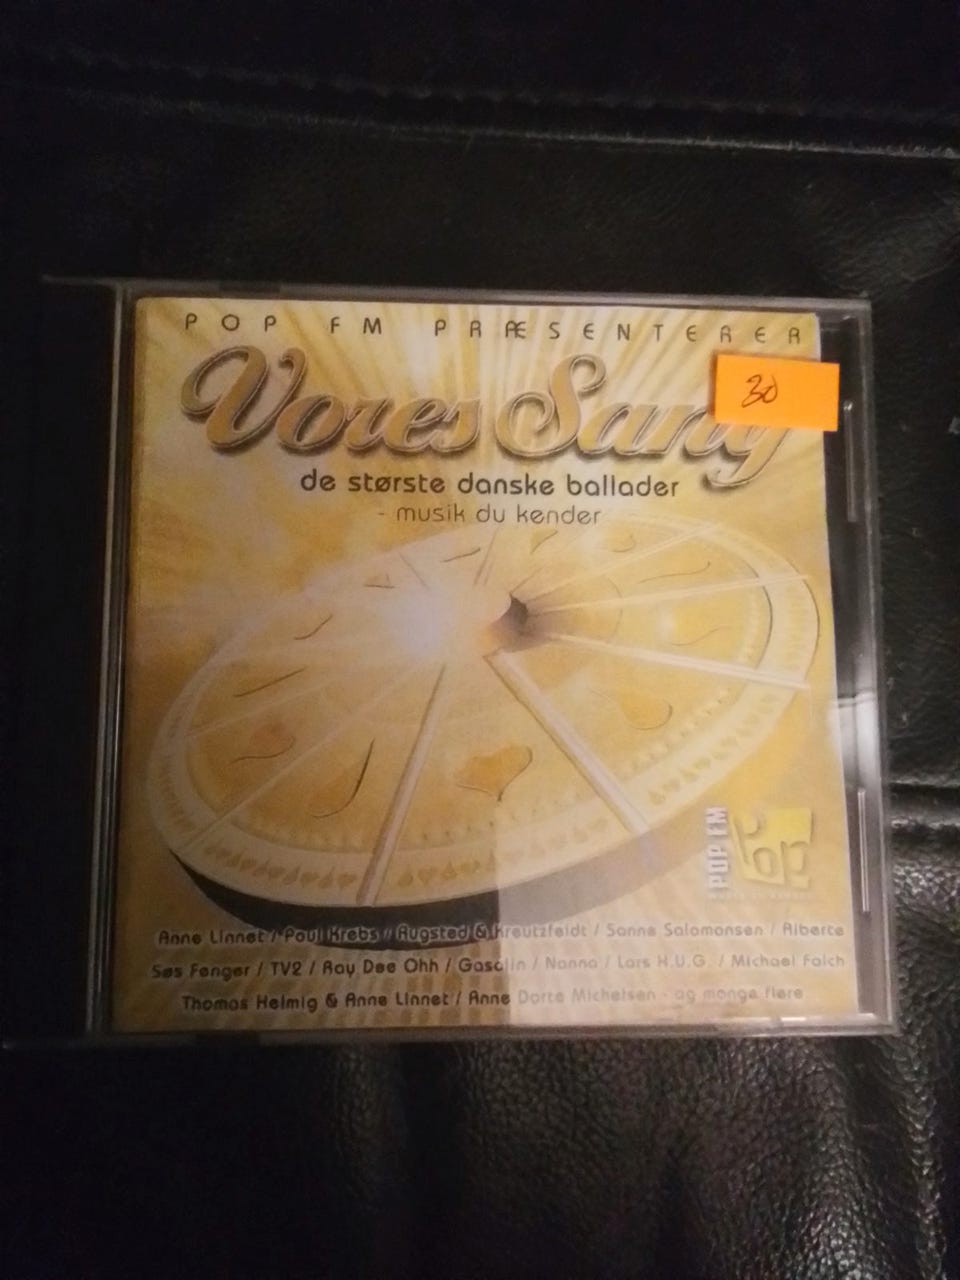 POP FM PRÆSENTERER
Vores Sang
30
de største danske ballader
- musik du kender
POP FM
Pop
Anne Linnet / Poul Krebs / Rugsted & Kreutzfeldt / Sanne Salomonsen / Alberte
Søs Fenger / TV2 / Ray Dee Ohh / Gasolin / Nanna / Lars H.U.G. / Michael Falch
Thomas Helmig & Anne Linnet / Anne Dorte Michelsen - og mange flere